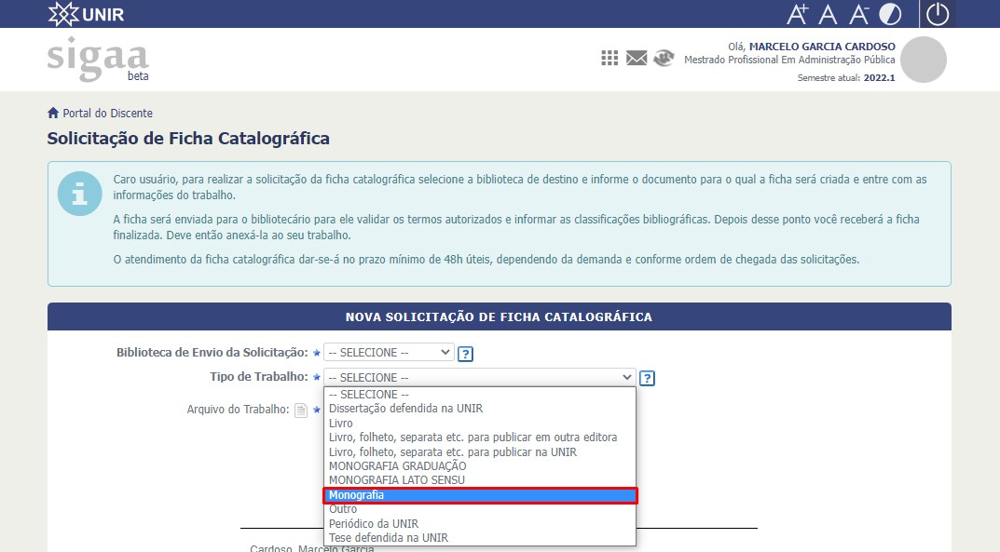 UNIR
A+ A A-
sigaa
beta
Olá, MARCELO GARCIA CARDOSO
Mestrado Profissional Em Administração Pública
Semestre atual: 2022.1
Portal do Discente
Solicitação de Ficha Catalográfica
Caro usuário, para realizar a solicitação da ficha catalográfica selecione a biblioteca de destino e informe o documento para o qual a ficha será criada e entre com as
informações do trabalho.
A ficha será enviada para o bibliotecário para ele validar os termos autorizados e informar as classificações bibliográficas. Depois desse ponto você receberá a ficha
finalizada. Deve então anexá-la ao seu trabalho.
O atendimento da ficha catalográfica dar-se-á no prazo mínimo de 48h úteis, dependendo da demanda e conforme ordem de chegada das solicitações.
NOVA SOLICITAÇÃO DE FICHA CATALOGRÁFICA
Biblioteca de Envio da Solicitação: -- SELECIONE -- ?
Tipo de Trabalho: -- SELECIONE -- ?
-- SELECIONE --
Dissertação defendida na UNIR
Arquivo do Trabalho:
Livro
Livro, folheto, separata etc. para publicar em outra editora
Livro, folheto, separata etc. para publicar na UNIR
MONOGRAFIA GRADUAÇÃO
MONOGRAFIA LATO SENSU
Monografia
Outro
Periódico da UNIR
Tese defendida na UNIR
Cardoso, Marcelo Garcia